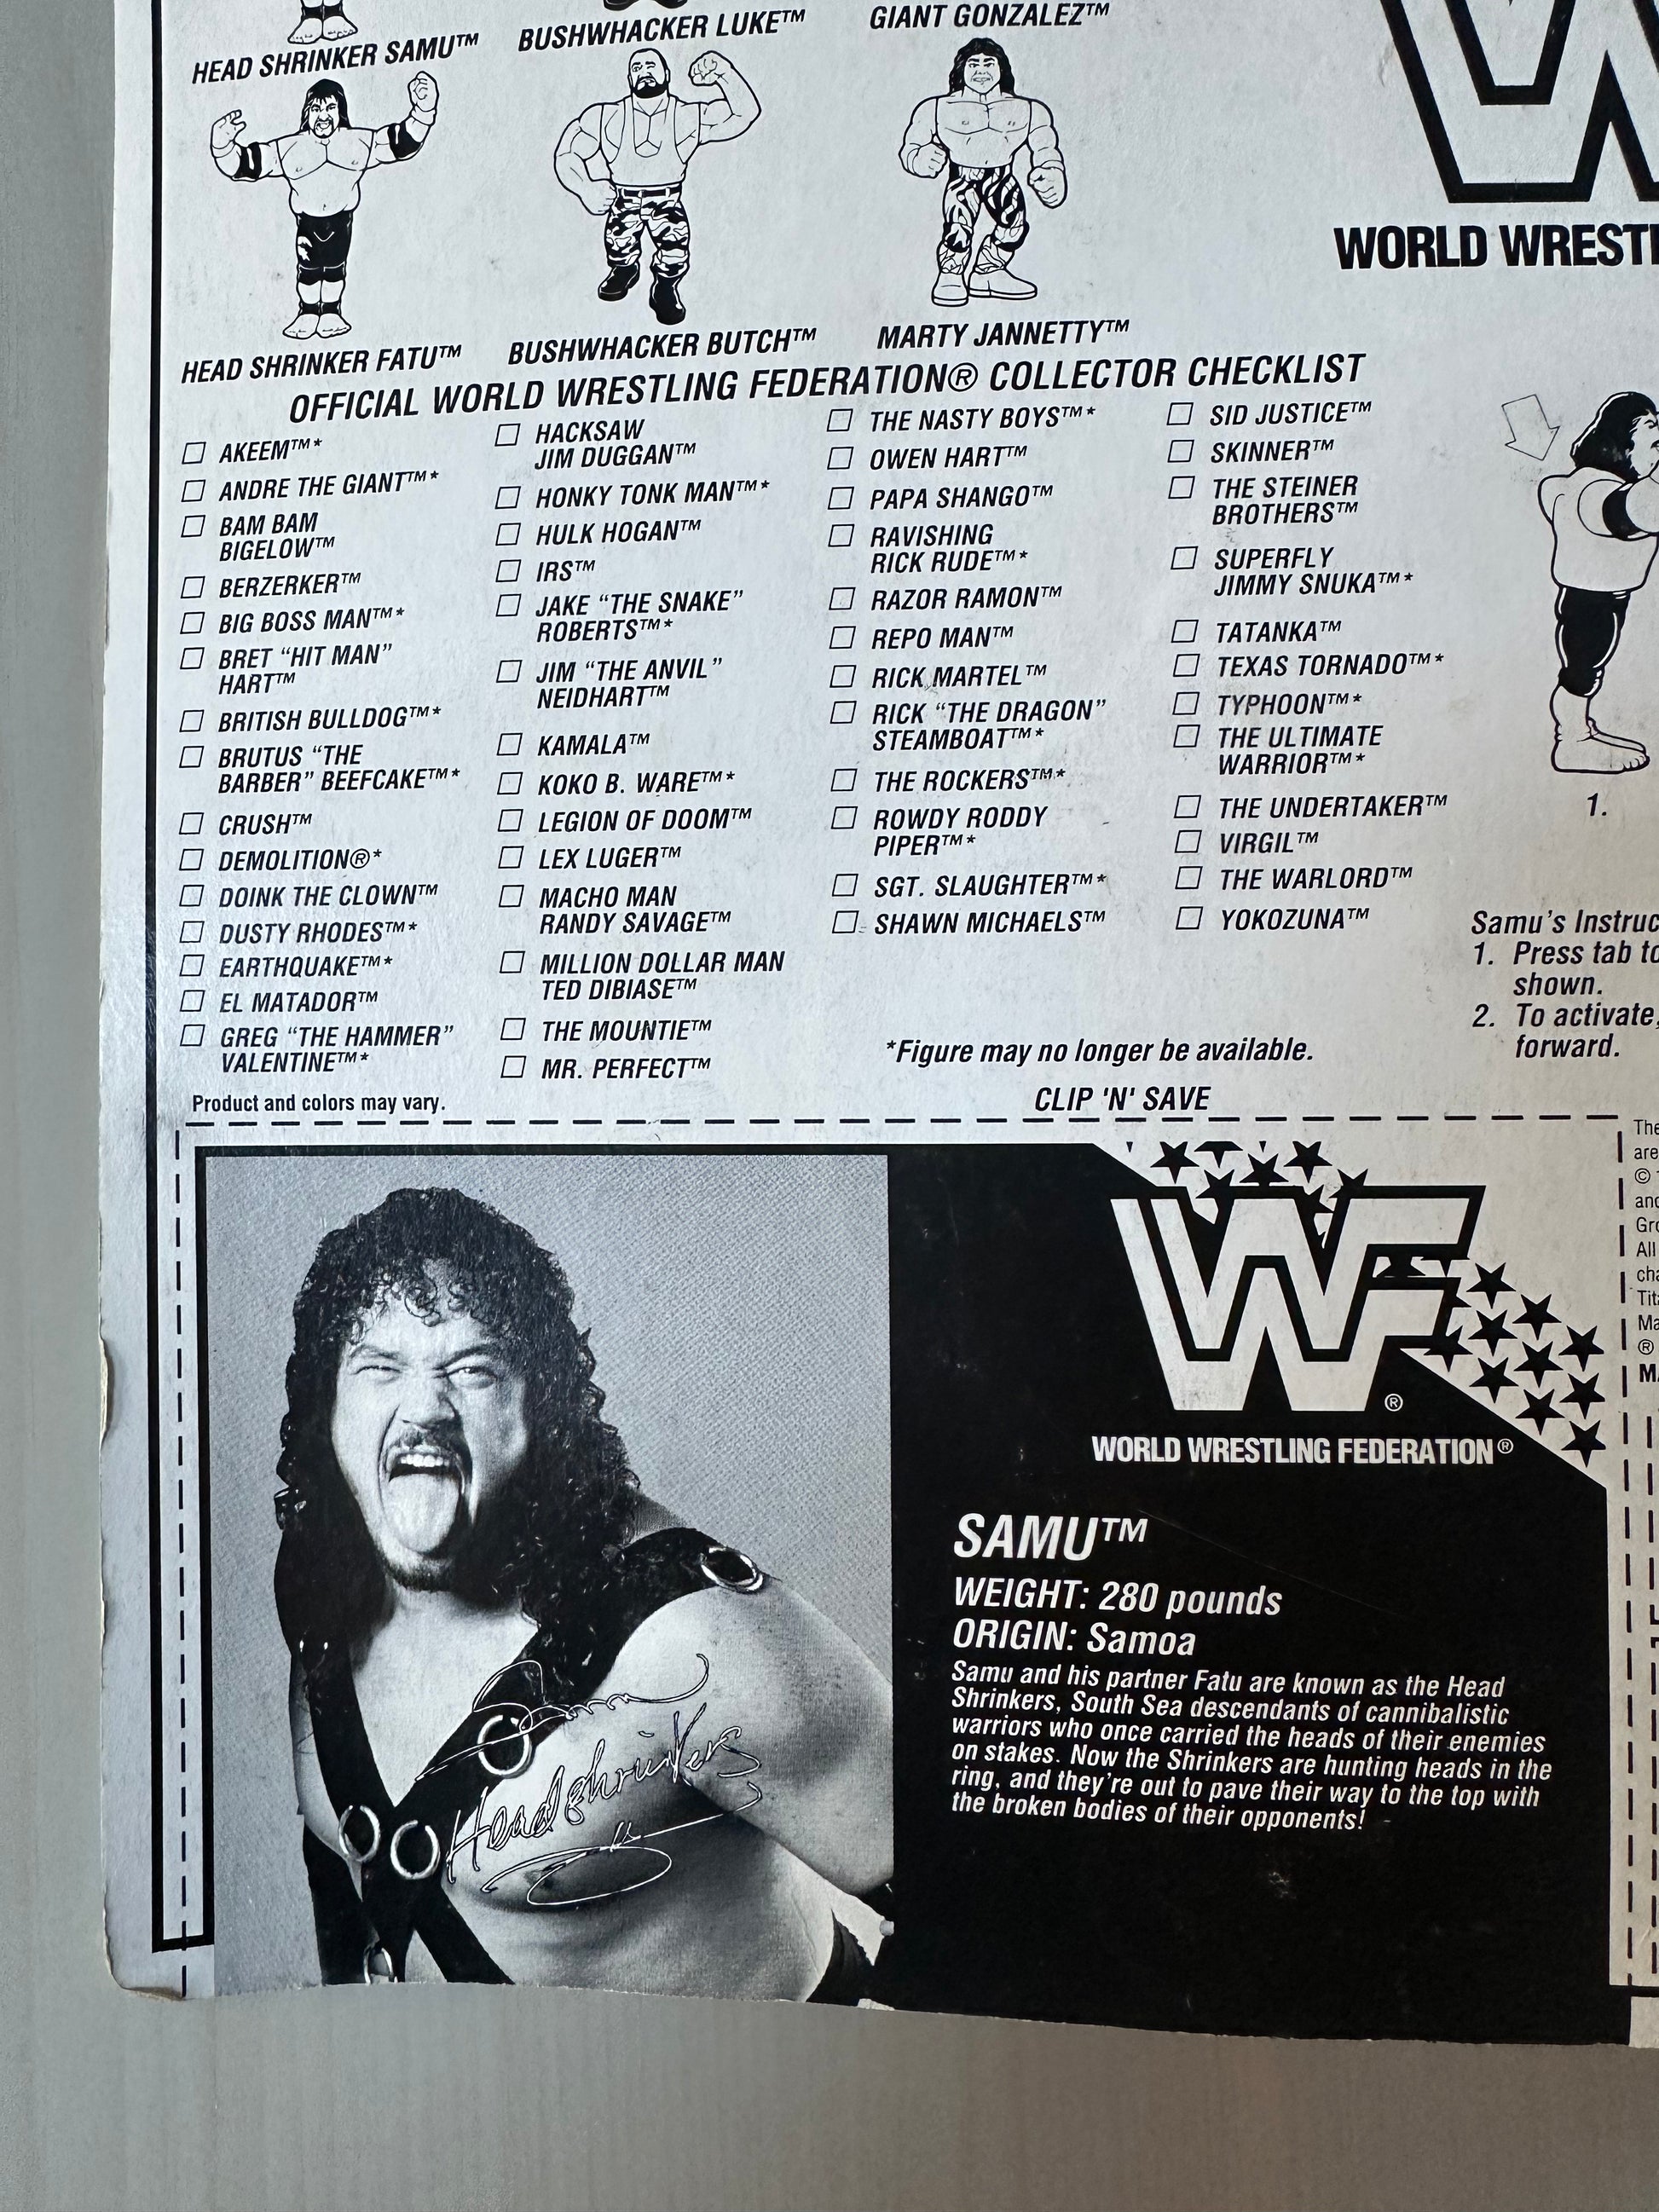 HEAD SHRINKER SAMU™
BUSHWHACKER LUKE™
GIANT GONZALEZ™
HEAD SHRINKER FATU™
BUSHWHACKER BUTCH™
MARTY JANNETTY™
W
WORLD WREST
OFFICIAL WORLD WRESTLING FEDERATION® COLLECTOR CHECKLIST
AKEEM™*
ANDRE THE GIANT™*
BAM BAM
BIGELOW™
BERZERKER™
BIG BOSS MAN™*
BRET “HIT MAN”
HART™
BRITISH BULLDOG™*
BRUTUS “THE
BARBER” BEEFCAKE™*
CRUSH™
DEMOLITION®*
DOINK THE CLOWN™
DUSTY RHODES™*
EARTHQUAKE™*
EL MATADOR™
GREG “THE HAMMER”
VALENTINE™*
HACKSAW
JIM DUGGAN™
HONKY TONK MAN™*
HULK HOGAN™
IRS™
JAKE “THE SNAKE”
ROBERTS™*
JIM “THE ANVIL”
NEIDHART™
KAMALA™
KOKO B. WARE™*
LEGION OF DOOM™
LEX LUGER™
MACHO MAN
RANDY SAVAGE™
MILLION DOLLAR MAN
TED DIBIASE™
THE MOUNTIE™
MR. PERFECT™
THE NASTY BOYS™*
OWEN HART™
PAPA SHANGO™
RAVISHING
RICK RUDE™*
RAZOR RAMON™
REPO MAN™
RICK MARTEL™
RICK “THE DRAGON”
STEAMBOAT™*
THE ROCKERS™*
ROWDY RODDY
PIPER™*
SGT. SLAUGHTER™*
SHAWN MICHAELS™
SID JUSTICE™
SKINNER™
THE STEINER
BROTHERS™
SUPERFLY
JIMMY SNUKA™*
TATANKA™
TEXAS TORNADO™*
TYPHOON™*
THE ULTIMATE
WARRIOR™*
THE UNDERTAKER™
VIRGIL™
THE WARLORD™
YOKOZUNA™
*Figure may no longer be available.
1.
Samu's Instruc
1. Press tab to
shown.
2. To activate,
forward.
Product and colors may vary.
CLIP 'N' SAVE
WF
®
WORLD WRESTLING FEDERATION®
SAMU™
WEIGHT: 280 pounds
ORIGIN: Samoa
Samu and his partner Fatu are known as the Head
Shrinkers, South Sea descendants of cannibalistic
warriors who once carried the heads of their enemies
on stakes. Now the Shrinkers are hunting heads in the
ring, and they're out to pave their way to the top with
the broken bodies of their opponents!
Samu
Headshrinkers
The
are
©
and
Gro
All
cha
Tita
Ma
®